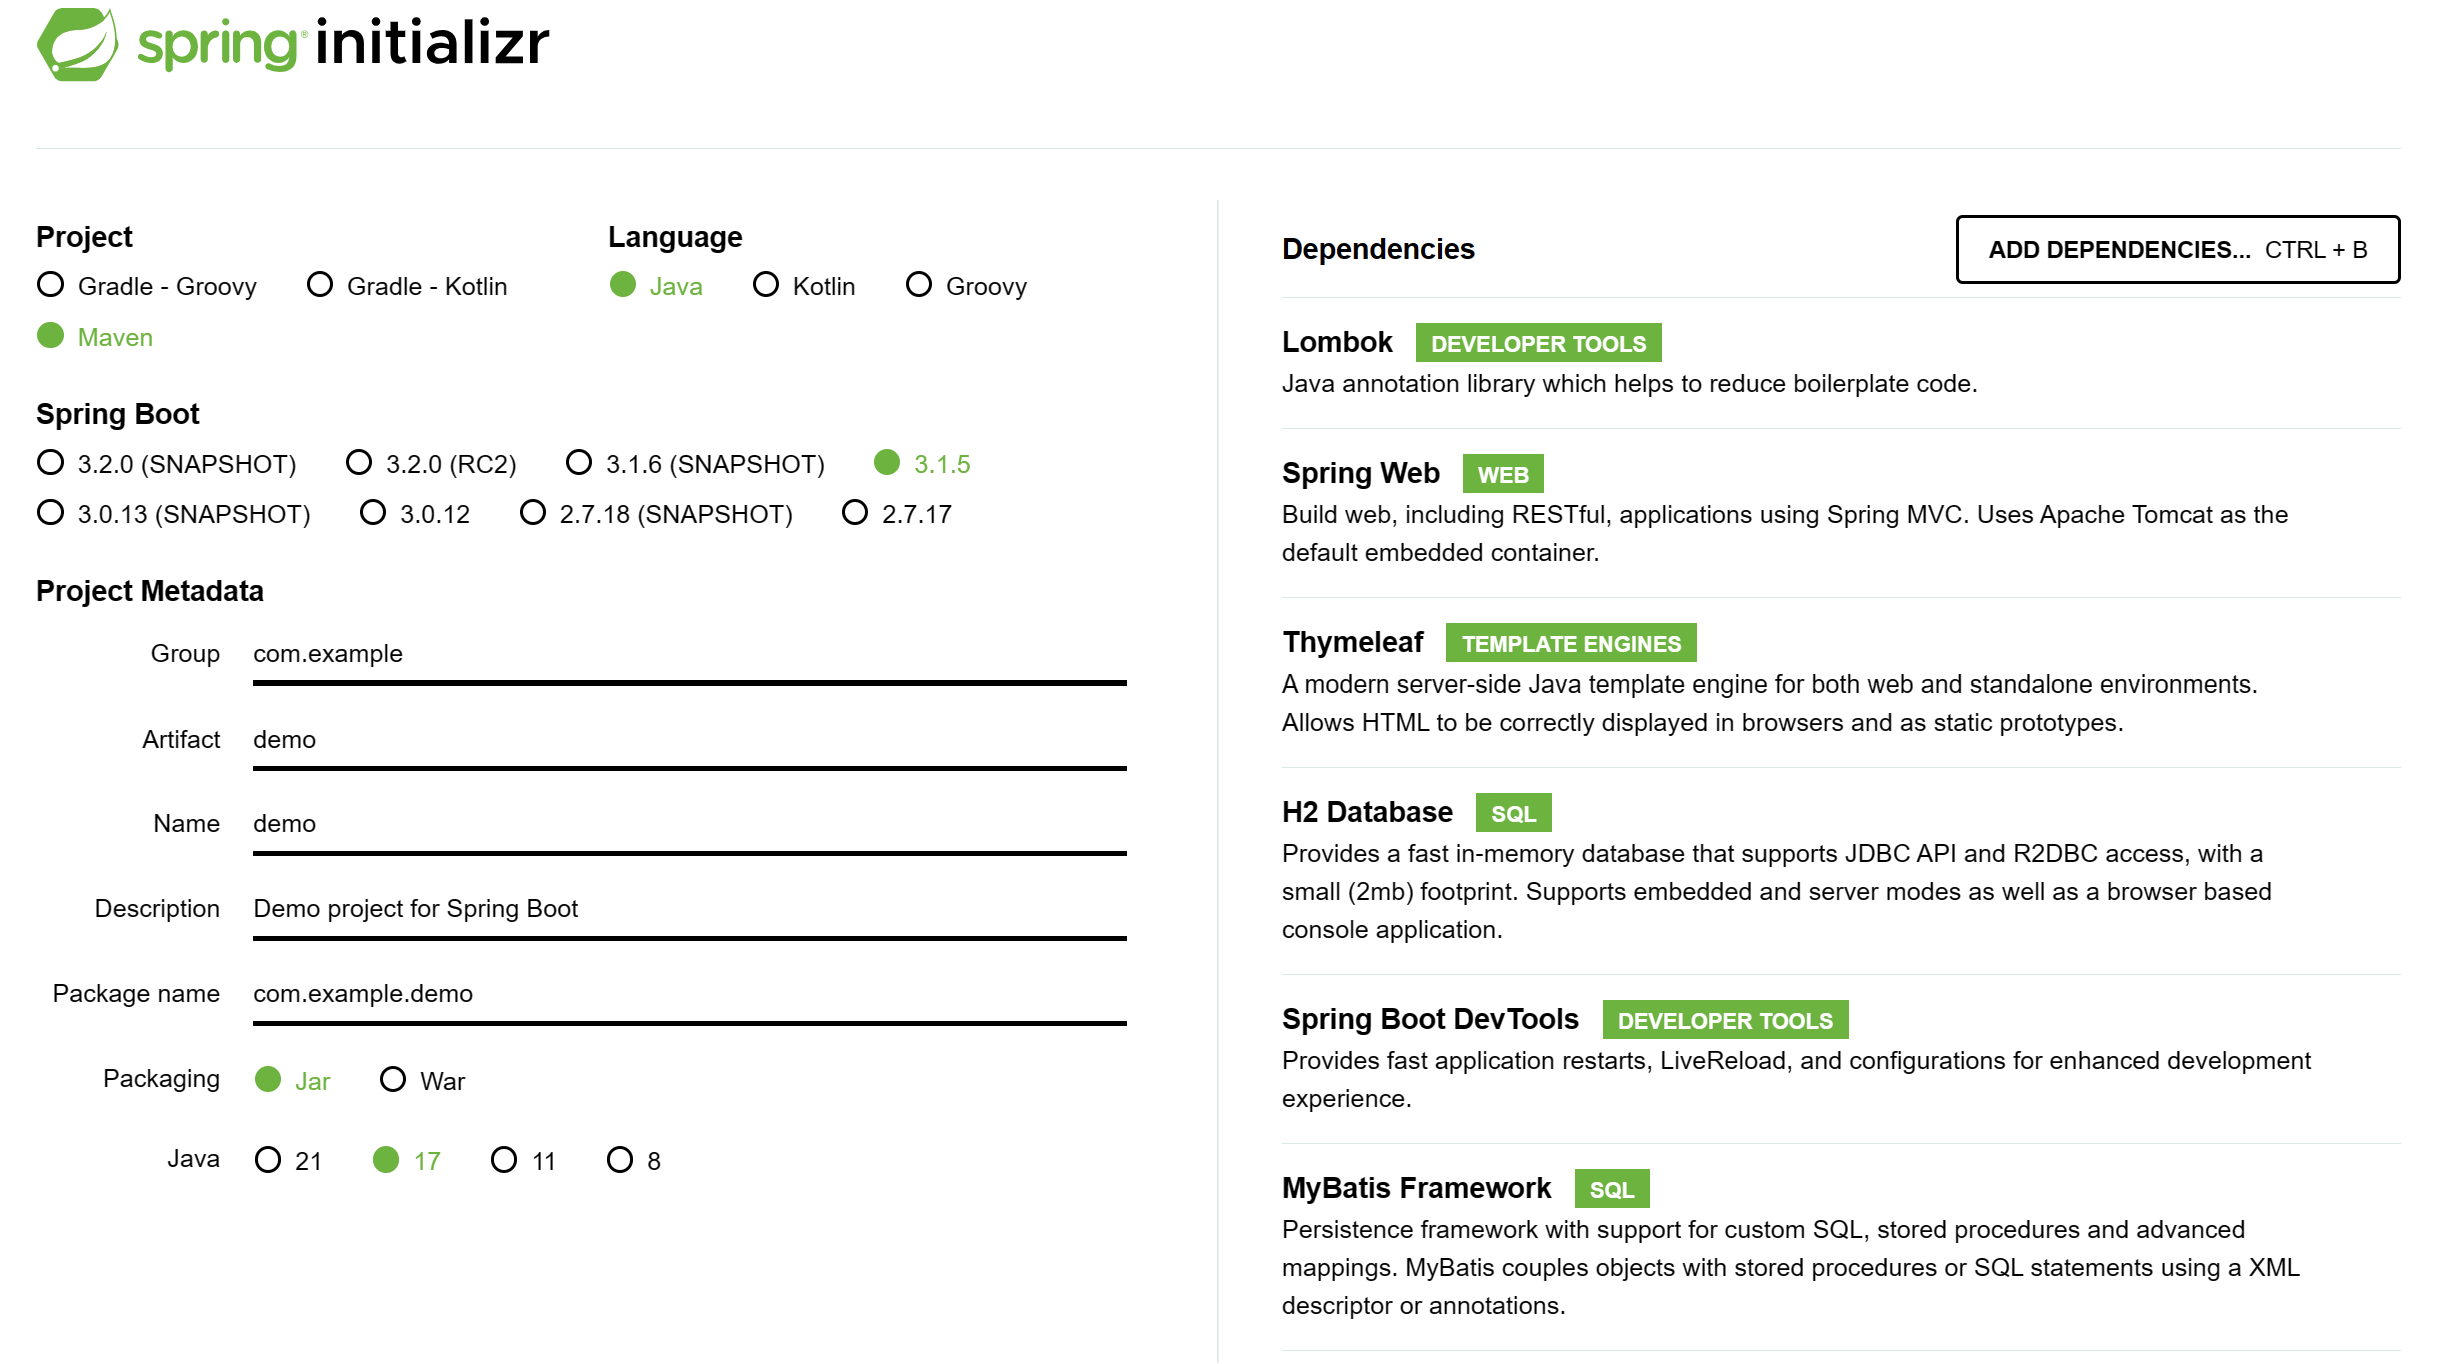 spring® initializr
Project
Gradle - Groovy Gradle - Kotlin
Maven
Language
Java Kotlin Groovy
Spring Boot
3.2.0 (SNAPSHOT) 3.2.0 (RC2) 3.1.6 (SNAPSHOT) 3.1.5
3.0.13 (SNAPSHOT) 3.0.12 2.7.18 (SNAPSHOT) 2.7.17
Project Metadata
Group com.example
Artifact demo
Name demo
Description Demo project for Spring Boot
Package name com.example.demo
Packaging Jar War
Java 21 17 11 8
Dependencies ADD DEPENDENCIES... CTRL + B
Lombok DEVELOPER TOOLS
Java annotation library which helps to reduce boilerplate code.
Spring Web WEB
Build web, including RESTful, applications using Spring MVC. Uses Apache Tomcat as the
default embedded container.
Thymeleaf TEMPLATE ENGINES
A modern server-side Java template engine for both web and standalone environments.
Allows HTML to be correctly displayed in browsers and as static prototypes.
H2 Database SQL
Provides a fast in-memory database that supports JDBC API and R2DBC access, with a
small (2mb) footprint. Supports embedded and server modes as well as a browser based
console application.
Spring Boot DevTools DEVELOPER TOOLS
Provides fast application restarts, LiveReload, and configurations for enhanced development
experience.
MyBatis Framework SQL
Persistence framework with support for custom SQL, stored procedures and advanced
mappings. MyBatis couples objects with stored procedures or SQL statements using a XML
descriptor or annotations.